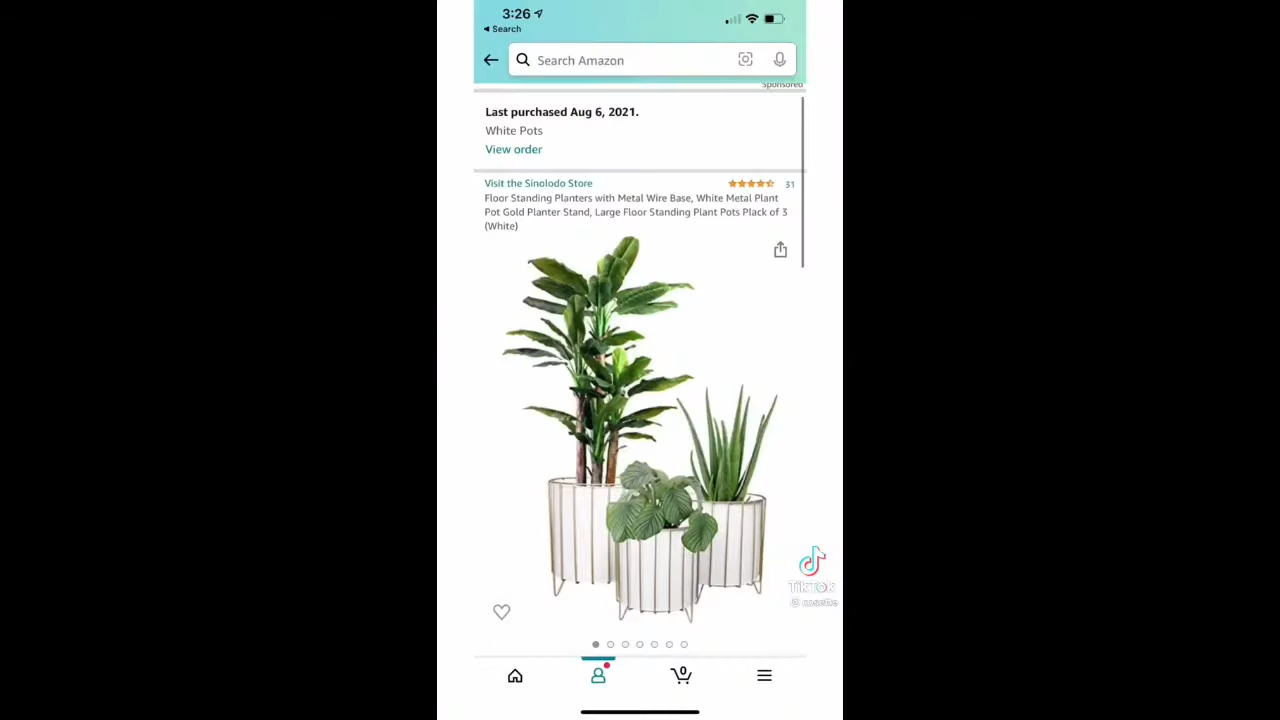 3:26
Search
Search Amazon
Sponsored
Last purchased Aug 6, 2021.
White Pots
View order
Visit the Sinolodo Store
31
Floor Standing Planters with Metal Wire Base, White Metal Plant
Pot Gold Planter Stand, Large Floor Standing Plant Pots Plack of 3
(White)
TikTok
0